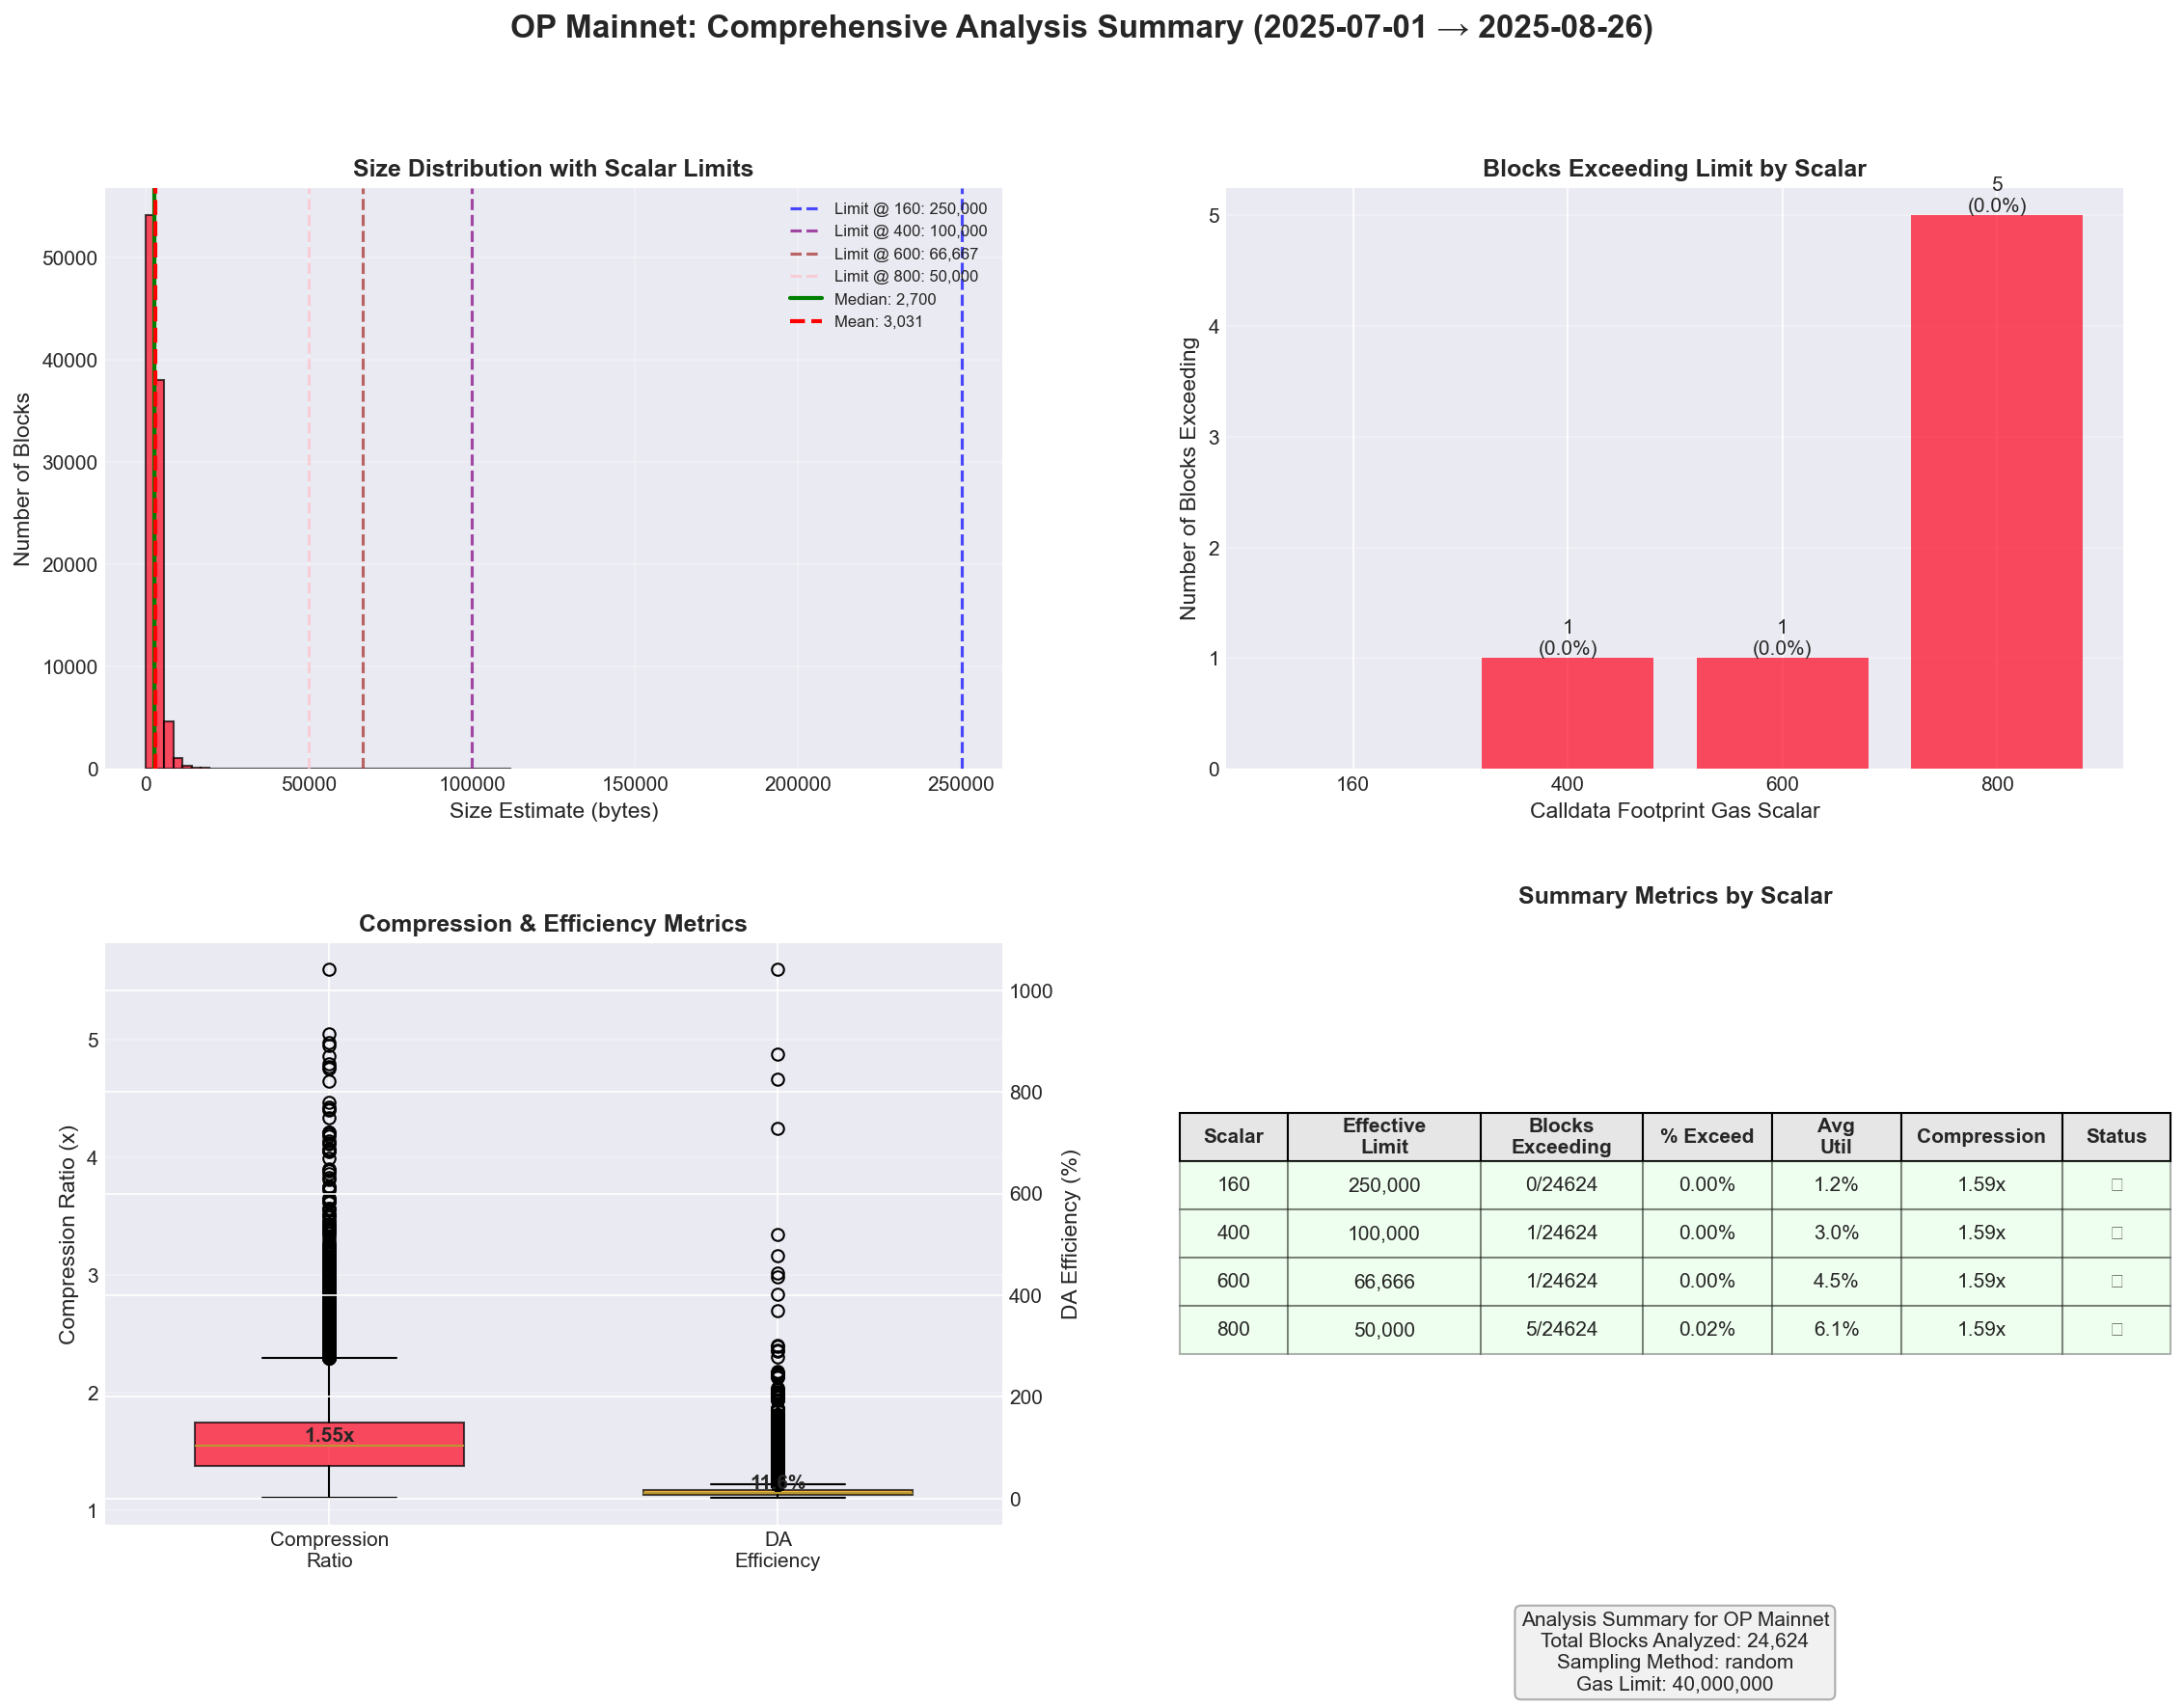 OP Mainnet: Comprehensive Analysis Summary (2025-07-01 → 2025-08-26)
Size Distribution with Scalar Limits
Number of Blocks
50000
40000
30000
20000
10000
0
Limit @ 160: 250,000
Limit @ 400: 100,000
Limit @ 600: 66,667
Limit @ 800: 50,000
Median: 2,700
Mean: 3,031
0 50000 100000 150000 200000 250000
Size Estimate (bytes)
Blocks Exceeding Limit by Scalar
Number of Blocks Exceeding
5
4
3
2
1
0
1
(0.0%)
1
(0.0%)
5
(0.0%)
160 400 600 800
Calldata Footprint Gas Scalar
Compression & Efficiency Metrics
Compression Ratio (x)
5
4
3
2
1
1.55x
11.6%
1000
800
600
400
200
0
DA Efficiency (%)
Compression
Ratio
DA
Efficiency
Summary Metrics by Scalar
Scalar Effective Limit Blocks Exceeding % Exceed Avg Util Compression Status
160 250,000 0/24624 0.00% 1.2% 1.59x
400 100,000 1/24624 0.00% 3.0% 1.59x
600 66,666 1/24624 0.00% 4.5% 1.59x
800 50,000 5/24624 0.02% 6.1% 1.59x
Analysis Summary for OP Mainnet
Total Blocks Analyzed: 24,624
Sampling Method: random
Gas Limit: 40,000,000